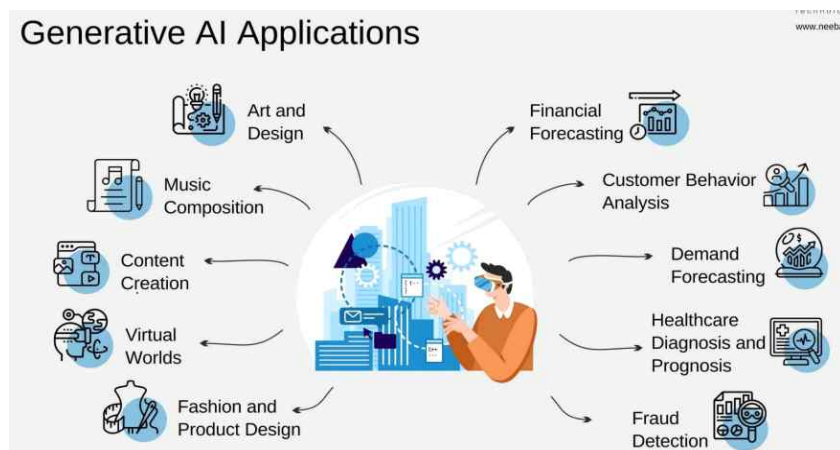 Generative AI Applications
www.neeba
Art and
Design
Music
Composition
Content
Creation
Virtual
Worlds
Fashion and
Product Design
Financial
Forecasting
Customer Behavior
Analysis
Demand
Forecasting
Healthcare
Diagnosis and
Prognosis
Fraud
Detection